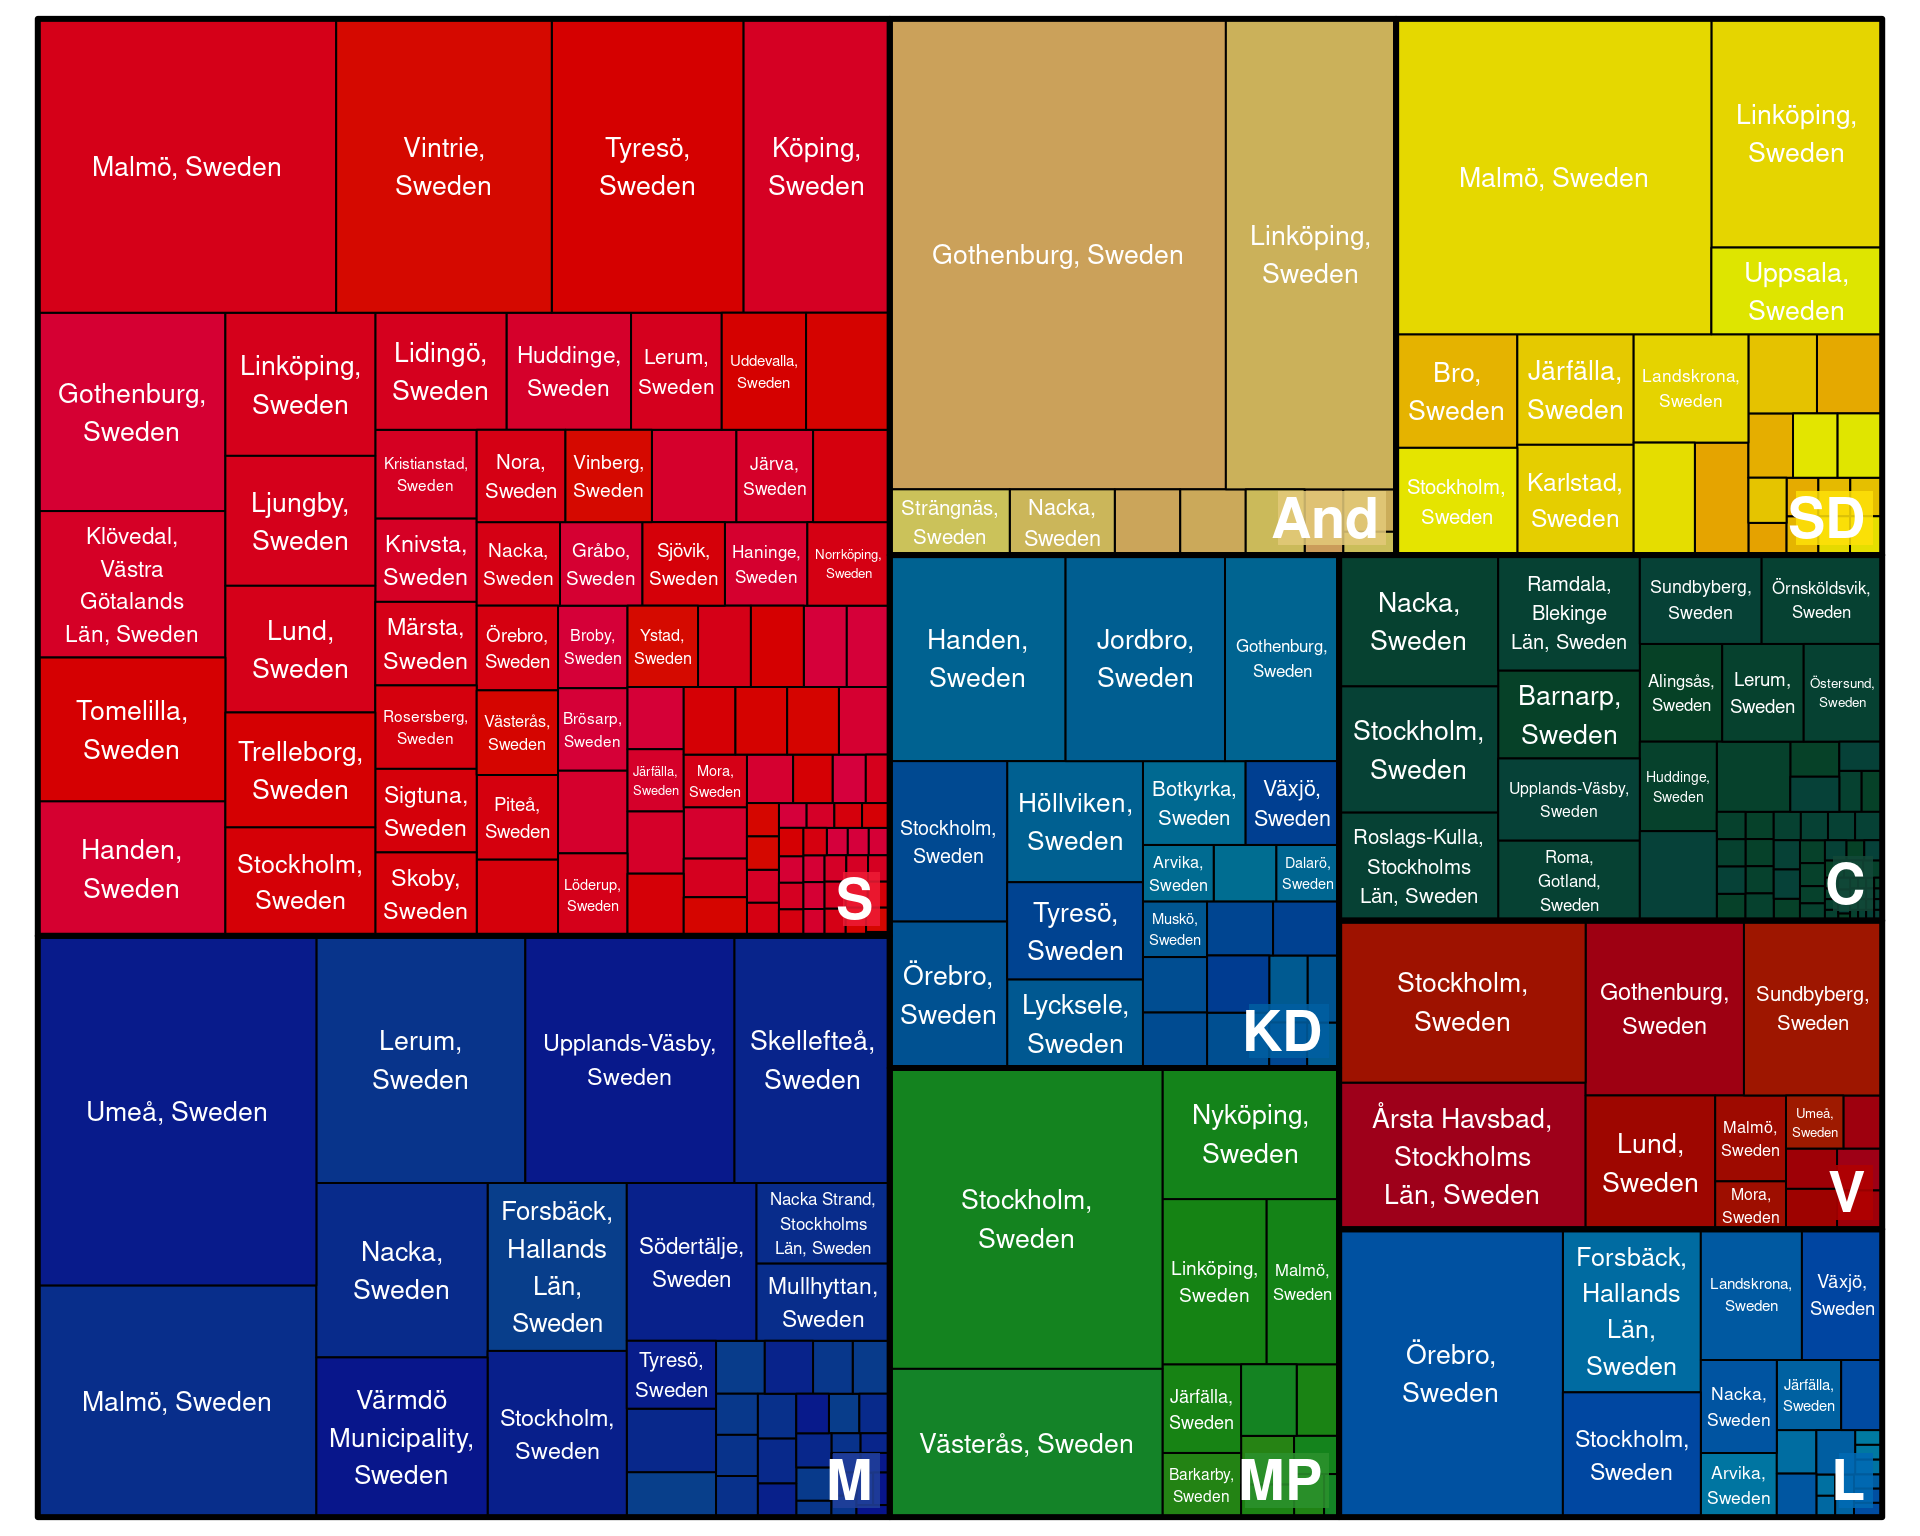 Malmö, Sweden
Vintrie,
Sweden
Tyresö,
Sweden
Köping,
Sweden
Gothenburg,
Sweden
Linköping,
Sweden
Lidingö,
Sweden
Huddinge,
Sweden
Lerum,
Sweden
Uddevalla,
Sweden
Kristianstad,
Sweden
Nora,
Sweden
Vinberg,
Sweden
Järva,
Sweden
Ljungby,
Sweden
Klövedal,
Västra
Götalands
Län, Sweden
Knivsta,
Sweden
Nacka,
Sweden
Gråbo,
Sweden
Sjövik,
Sweden
Haninge,
Sweden
Norrköping,
Sweden
Lund,
Sweden
Märsta,
Sweden
Örebro,
Sweden
Broby,
Sweden
Ystad,
Sweden
Tomelilla,
Sweden
Trelleborg,
Sweden
Rosersberg,
Sweden
Västerås,
Sweden
Brösarp,
Sweden
Järfälla,
Sweden
Mora,
Sweden
Handen,
Sweden
Stockholm,
Sweden
Sigtuna,
Sweden
Piteå,
Sweden
Skoby,
Sweden
Löderup,
Sweden
S
Gothenburg, Sweden
Linköping,
Sweden
Strängnäs,
Sweden
Nacka,
Sweden
And
Malmö, Sweden
Linköping,
Sweden
Uppsala,
Sweden
Bro,
Sweden
Järfälla,
Sweden
Landskrona,
Sweden
Stockholm,
Sweden
Karlstad,
Sweden
SD
Handen,
Sweden
Jordbro,
Sweden
Gothenburg,
Sweden
Stockholm,
Sweden
Höllviken,
Sweden
Botkyrka,
Sweden
Växjö,
Sweden
Arvika,
Sweden
Dalarö,
Sweden
Tyresö,
Sweden
Muskö,
Sweden
Örebro,
Sweden
Lycksele,
Sweden
KD
Nacka,
Sweden
Ramdala,
Blekinge
Län, Sweden
Sundbyberg,
Sweden
Örnsköldsvik,
Sweden
Stockholm,
Sweden
Barnarp,
Sweden
Alingsås,
Sweden
Lerum,
Sweden
Östersund,
Sweden
Upplands-Väsby,
Sweden
Huddinge,
Sweden
Roslags-Kulla,
Stockholms
Län, Sweden
Roma,
Gotland,
Sweden
C
Umeå, Sweden
Lerum,
Sweden
Upplands-Väsby,
Sweden
Skellefteå,
Sweden
Malmö, Sweden
Nacka,
Sweden
Forsbäck,
Hallands
Län,
Sweden
Södertälje,
Sweden
Nacka Strand,
Stockholms
Län, Sweden
Mullhyttan,
Sweden
Värmdö
Municipality,
Sweden
Stockholm,
Sweden
Tyresö,
Sweden
M
Stockholm,
Sweden
Nyköping,
Sweden
Linköping,
Sweden
Malmö,
Sweden
Västerås, Sweden
Järfälla,
Sweden
Barkarby,
Sweden
MP
Stockholm,
Sweden
Gothenburg,
Sweden
Sundbyberg,
Sweden
Årsta Havsbad,
Stockholms
Län, Sweden
Lund,
Sweden
Malmö,
Sweden
Umeå,
Sweden
Mora,
Sweden
V
Örebro,
Sweden
Forsbäck,
Hallands
Län,
Sweden
Landskrona,
Sweden
Växjö,
Sweden
Stockholm,
Sweden
Nacka,
Sweden
Järfälla,
Sweden
Arvika,
Sweden
L